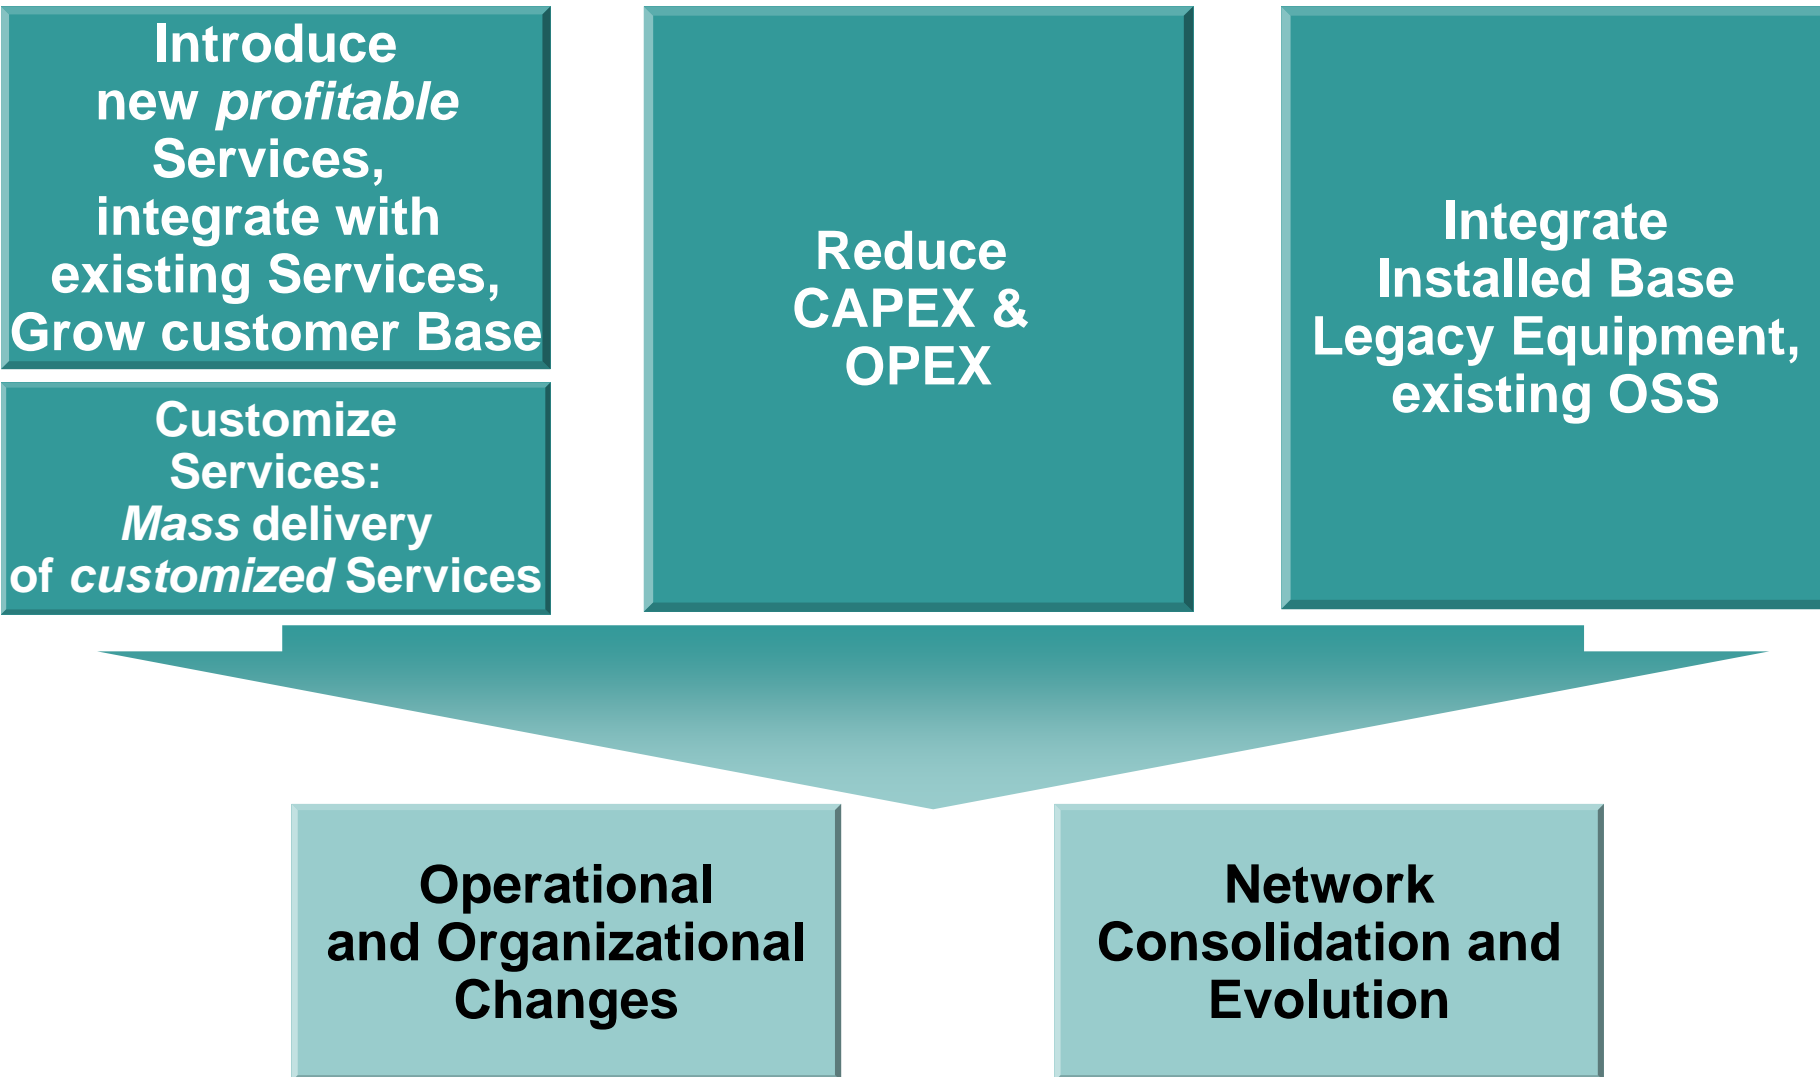 Introduce
new profitable
Services,
integrate with
existing Services,
Grow customer Base
Customize
Services:
Mass delivery
of customized Services
Reduce
CAPEX &
OPEX
Integrate
Installed Base
Legacy Equipment,
existing OSS
Operational
and Organizational
Changes
Network
Consolidation and
Evolution